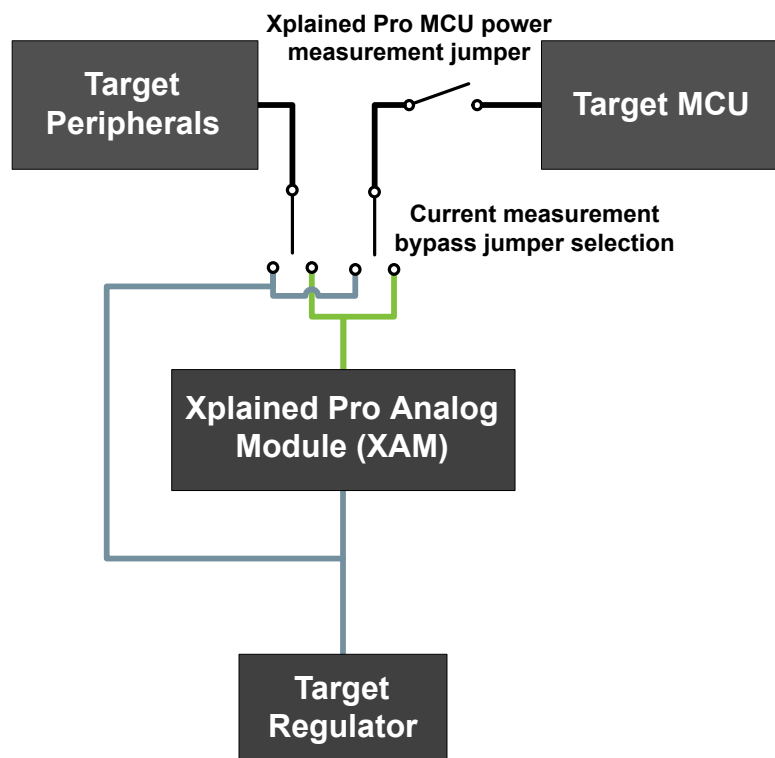 Xplained Pro MCU power
measurement jumper
Target
Peripherals
Target MCU
Current measurement
bypass jumper selection
Xplained Pro Analog
Module (XAM)
Target
Regulator